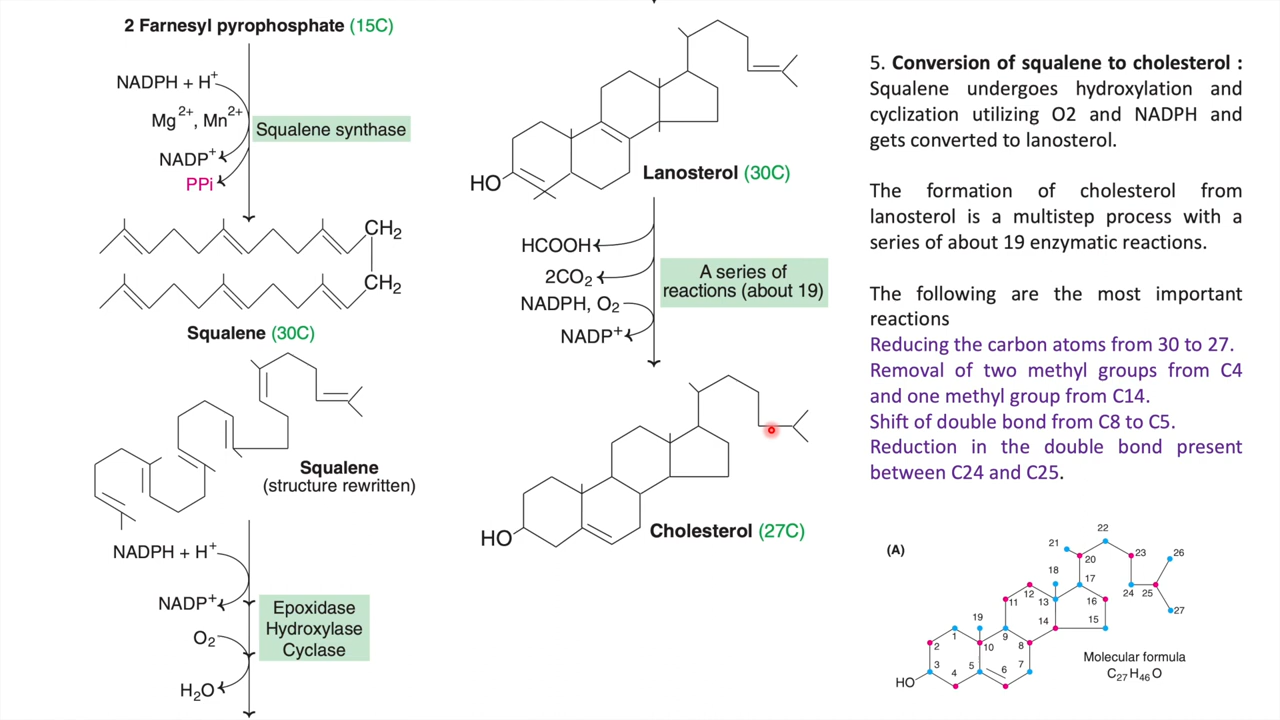 2 Farnesyl pyrophosphate (15C)
NADPH + H⁺
Mg²⁺, Mn²⁺
Squalene synthase
NADP⁺
PPi
CH₂
CH₂
Squalene (30C)
Squalene
(structure rewritten)
NADPH + H⁺
NADP⁺
O₂
H₂O
Epoxidase
Hydroxylase
Cyclase
HO
Lanosterol (30C)
HCOOH
2CO₂
NADPH, O₂
NADP⁺
A series of
reactions (about 19)
HO
Cholesterol (27C)
5. Conversion of squalene to cholesterol :
Squalene undergoes hydroxylation and
cyclization utilizing O2 and NADPH and
gets converted to lanosterol.
The formation of cholesterol from
lanosterol is a multistep process with a
series of about 19 enzymatic reactions.
The following are the most important
reactions
Reducing the carbon atoms from 30 to 27.
Removal of two methyl groups from C4
and one methyl group from C14.
Shift of double bond from C8 to C5.
Reduction in the double bond present
between C24 and C25.
(A)
22
21
20
23
26
18
17
12
11
13
16
24
25
27
19
14
15
1
9
2
10
8
3
5
6
7
4
HO
Molecular formula
C₂₇H₄₆O